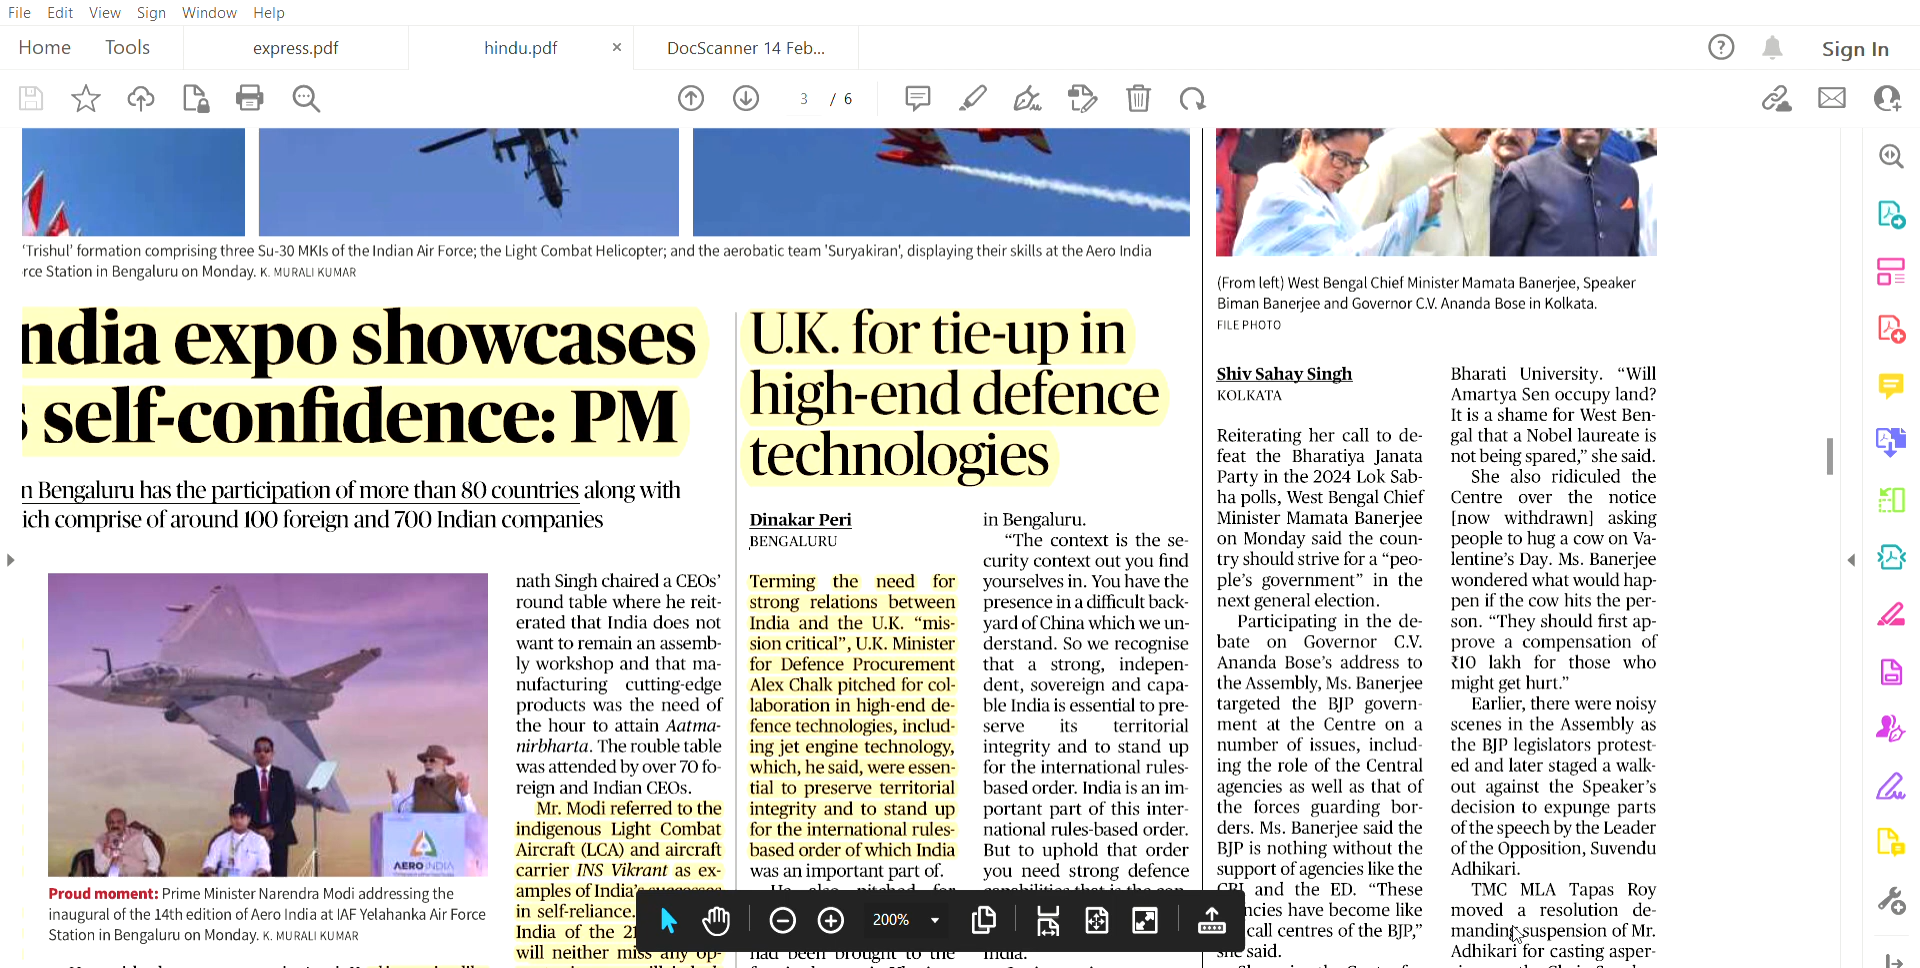 File Edit View Sign Window Help
Home Tools express.pdf hindu.pdf × DocScanner 14 Feb... Sign In
3 / 6
'Trishul' formation comprising three Su-30 MKIs of the Indian Air Force; the Light Combat Helicopter; and the aerobatic team 'Suryakiran', displaying their skills at the Aero India
rce Station in Bengaluru on Monday. K. MURALI KUMAR
ndia expo showcases
s self-confidence: PM
n Bengaluru has the participation of more than 80 countries along with
ich comprise of around 100 foreign and 700 Indian companies
AERO INDIA
Proud moment: Prime Minister Narendra Modi addressing the
inaugural of the 14th edition of Aero India at IAF Yelahanka Air Force
Station in Bengaluru on Monday. K. MURALI KUMAR
nath Singh chaired a CEOs'
round table where he reit-
erated that India does not
want to remain an assemb-
ly workshop and that ma-
nufacturing cutting-edge
products was the need of
the hour to attain Aatma-
nirbharta. The rouble table
was attended by over 70 fo-
reign and Indian CEOs.
Mr. Modi referred to the
indigenous Light Combat
Aircraft (LCA) and aircraft
carrier INS Vikrant as ex-
amples of India's successes
in self-reliance.
India of the 21
will neither miss any op-
U.K. for tie-up in
high-end defence
technologies
Dinakar Peri
BENGALURU
Terming the need for
strong relations between
India and the U.K. "mis-
sion critical", U.K. Minister
for Defence Procurement
Alex Chalk pitched for col-
laboration in high-end de-
fence technologies, includ-
ing jet engine technology,
which, he said, were essen-
tial to preserve territorial
integrity and to stand up
for the international rules-
based order of which India
was an important part of.
He also pitched for
had been brought to the
in Bengaluru.
"The context is the se-
curity context out you find
yourselves in. You have the
presence in a difficult back-
yard of China which we un-
derstand. So we recognise
that a strong, indepen-
dent, sovereign and capa-
ble India is essential to pre-
serve its territorial
integrity and to stand up
for the international rules-
based order. India is an im-
portant part of this inter-
national rules-based order.
But to uphold that order
you need strong defence
capabilities that is the con-
India.
(From left) West Bengal Chief Minister Mamata Banerjee, Speaker
Biman Banerjee and Governor C.V. Ananda Bose in Kolkata.
FILE PHOTO
Shiv Sahay Singh
KOLKATA
Reiterating her call to de-
feat the Bharatiya Janata
Party in the 2024 Lok Sab-
ha polls, West Bengal Chief
Minister Mamata Banerjee
on Monday said the coun-
try should strive for a "peo-
ple's government" in the
next general election.
Participating in the de-
bate on Governor C.V.
Ananda Bose's address to
the Assembly, Ms. Banerjee
targeted the BJP govern-
ment at the Centre on a
number of issues, includ-
ing the role of the Central
agencies as well as that of
the forces guarding bor-
ders. Ms. Banerjee said the
BJP is nothing without the
support of agencies like the
CBI and the ED. "These
ncies have become like
call centres of the BJP,"
she said.
Bharati University. "Will
Amartya Sen occupy land?
It is a shame for West Ben-
gal that a Nobel laureate is
not being spared," she said.
She also ridiculed the
Centre over the notice
[now withdrawn] asking
people to hug a cow on Va-
lentine's Day. Ms. Banerjee
wondered what would hap-
pen if the cow hits the per-
son. "They should first ap-
prove a compensation of
₹10 lakh for those who
might get hurt."
Earlier, there were noisy
scenes in the Assembly as
the BJP legislators protest-
ed and later staged a walk-
out against the Speaker's
decision to expunge parts
of the speech by the Leader
of the Opposition, Suvendu
Adhikari.
TMC MLA Tapas Roy
moved a resolution de-
manding suspension of Mr.
Adhikari for casting asper-
200%